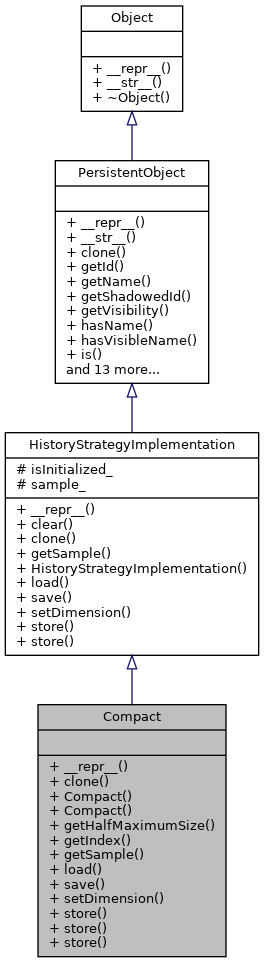 Object
+ __repr__()
+ __str__()
+ ~Object()
PersistentObject
+ __repr__()
+ __str__()
+ clone()
+ getId()
+ getName()
+ getShadowedId()
+ getVisibility()
+ hasName()
+ hasVisibleName()
+ is()
and 13 more...
HistoryStrategyImplementation
# isInitialized_
# sample_
+ __repr__()
+ clear()
+ clone()
+ getSample()
+ HistoryStrategyImplementation()
+ load()
+ save()
+ setDimension()
+ store()
+ store()
Compact
+ __repr__()
+ clone()
+ Compact()
+ Compact()
+ getHalfMaximumSize()
+ getIndex()
+ getSample()
+ load()
+ save()
+ setDimension()
+ store()
+ store()
+ store()